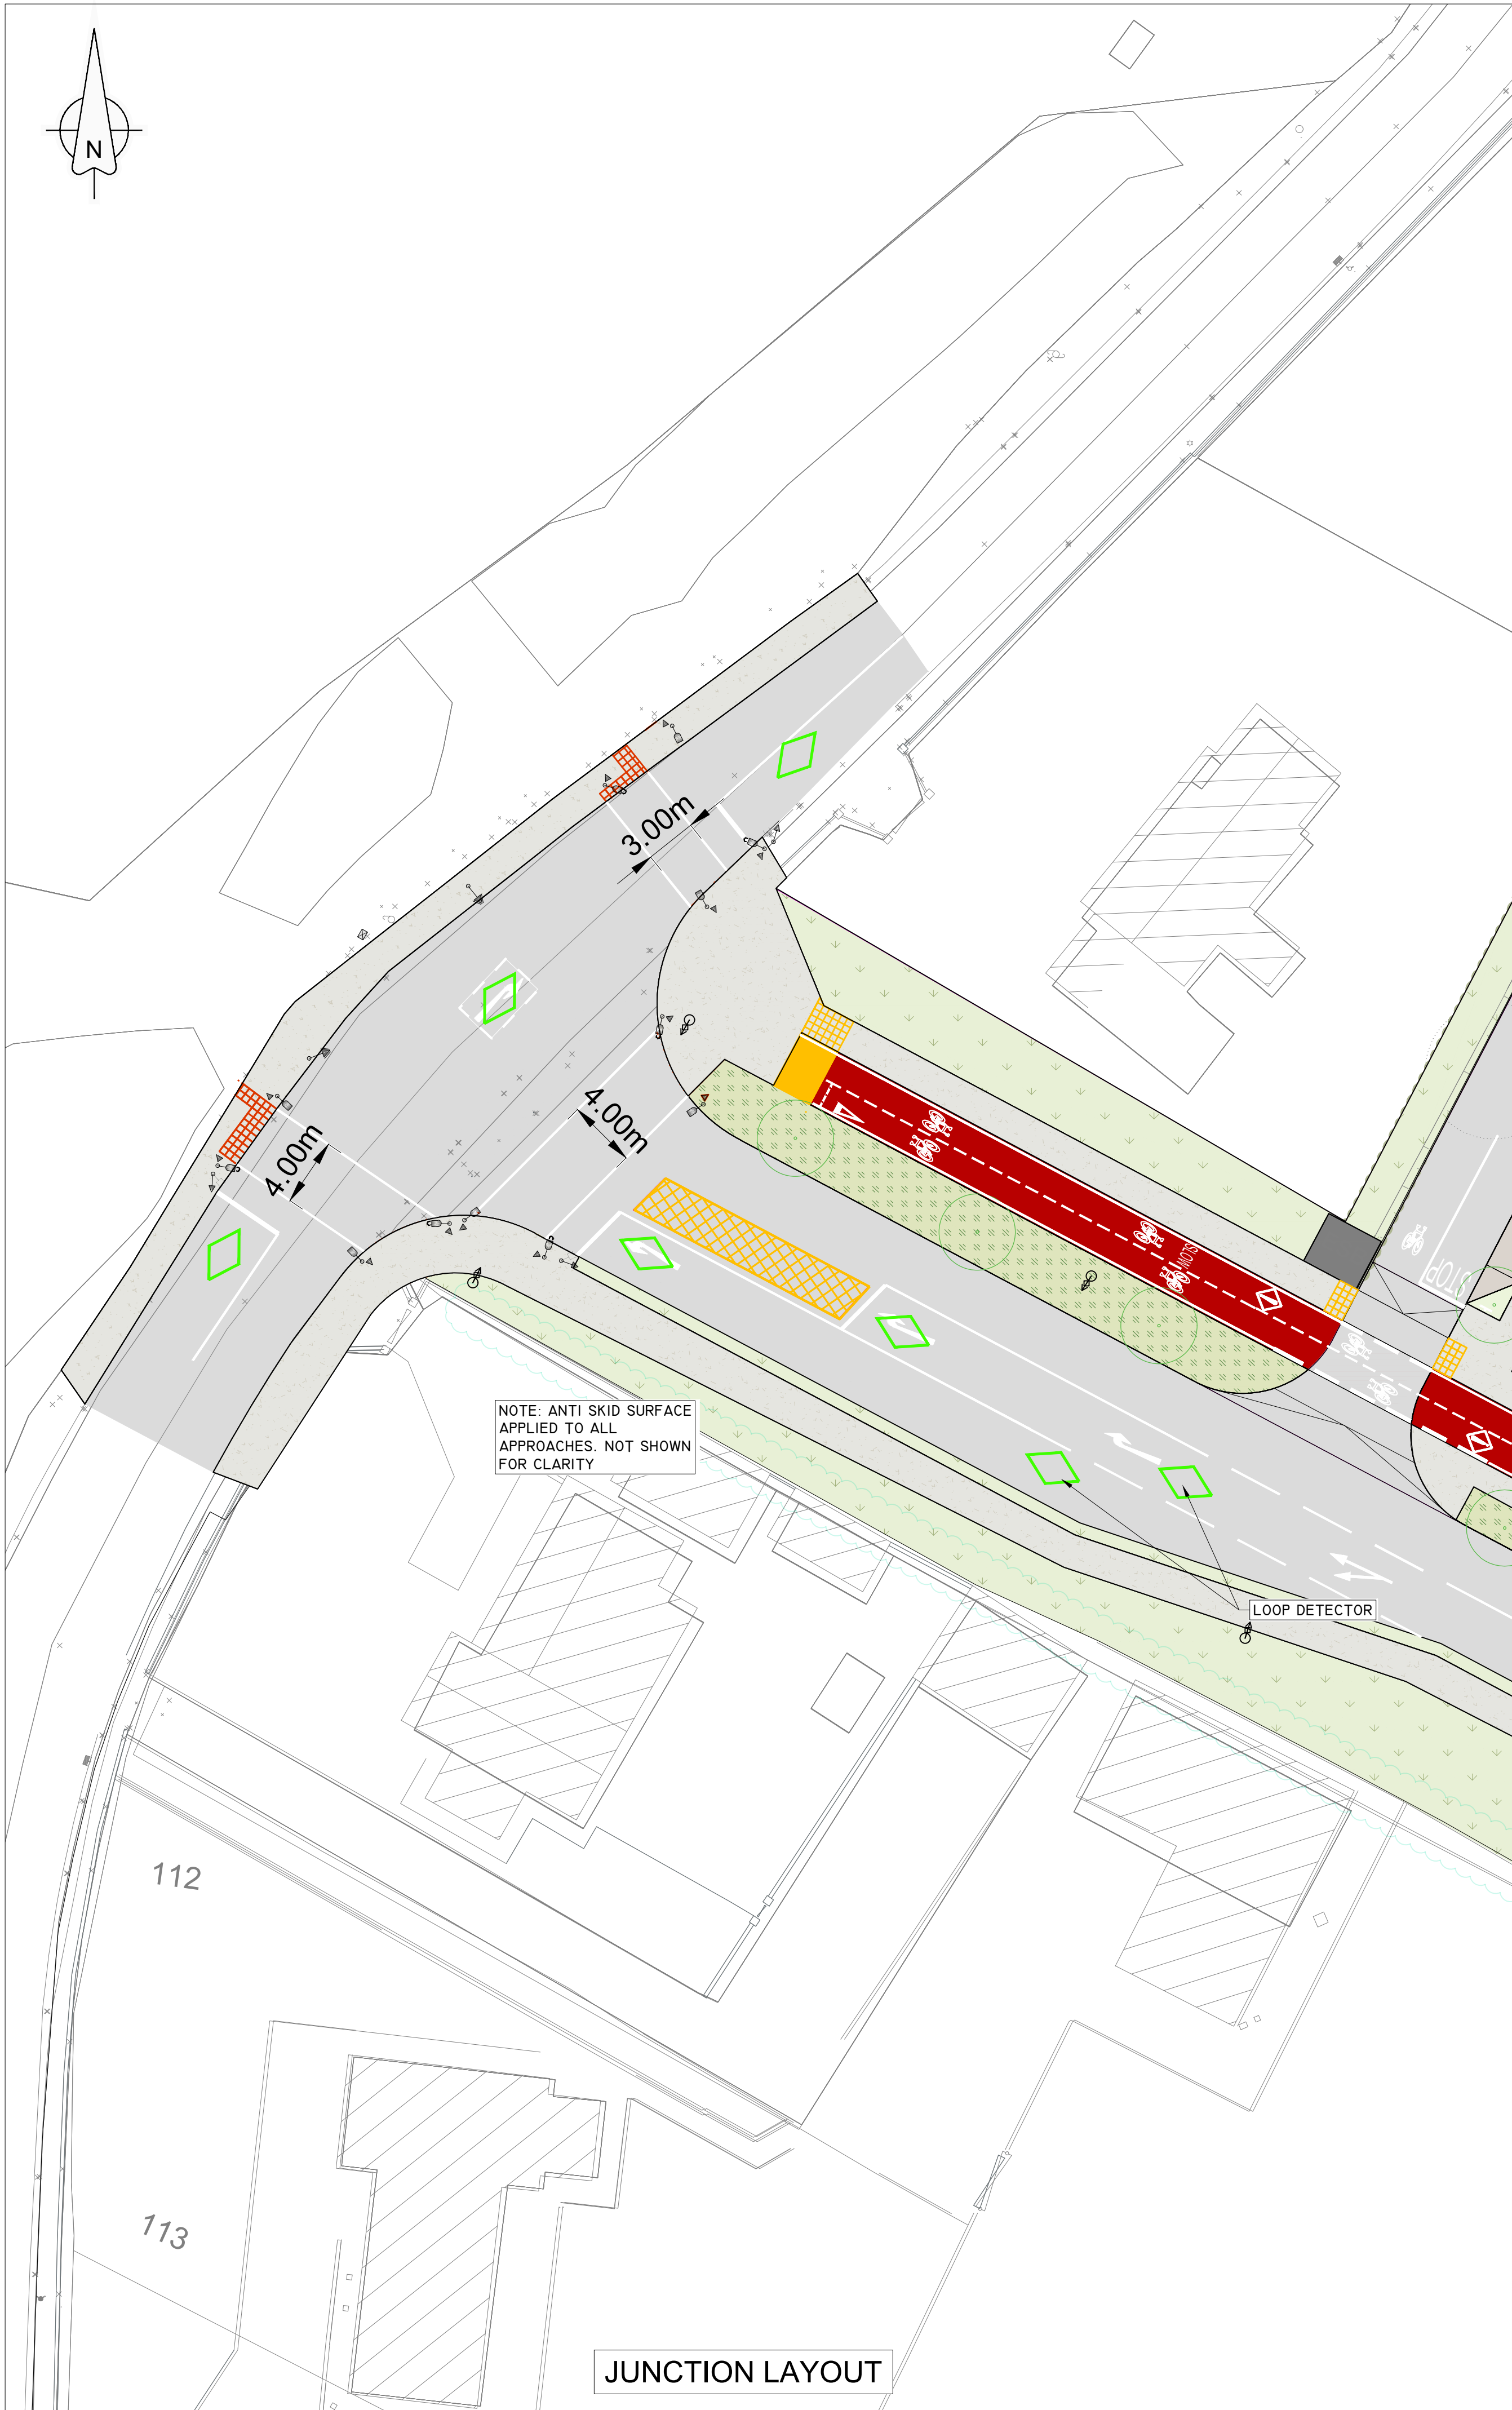 N
3.00m
4.00m
4.00m
SLOW
STOP
NOTE: ANTI SKID SURFACE
APPLIED TO ALL
APPROACHES. NOT SHOWN
FOR CLARITY
LOOP DETECTOR
112
113
JUNCTION LAYOUT